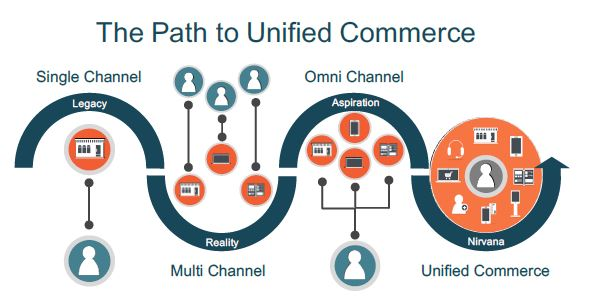 The Path to Unified Commerce
Single Channel
Omni Channel
Legacy
Aspiration
Reality
Nirvana
Multi Channel
Unified Commerce